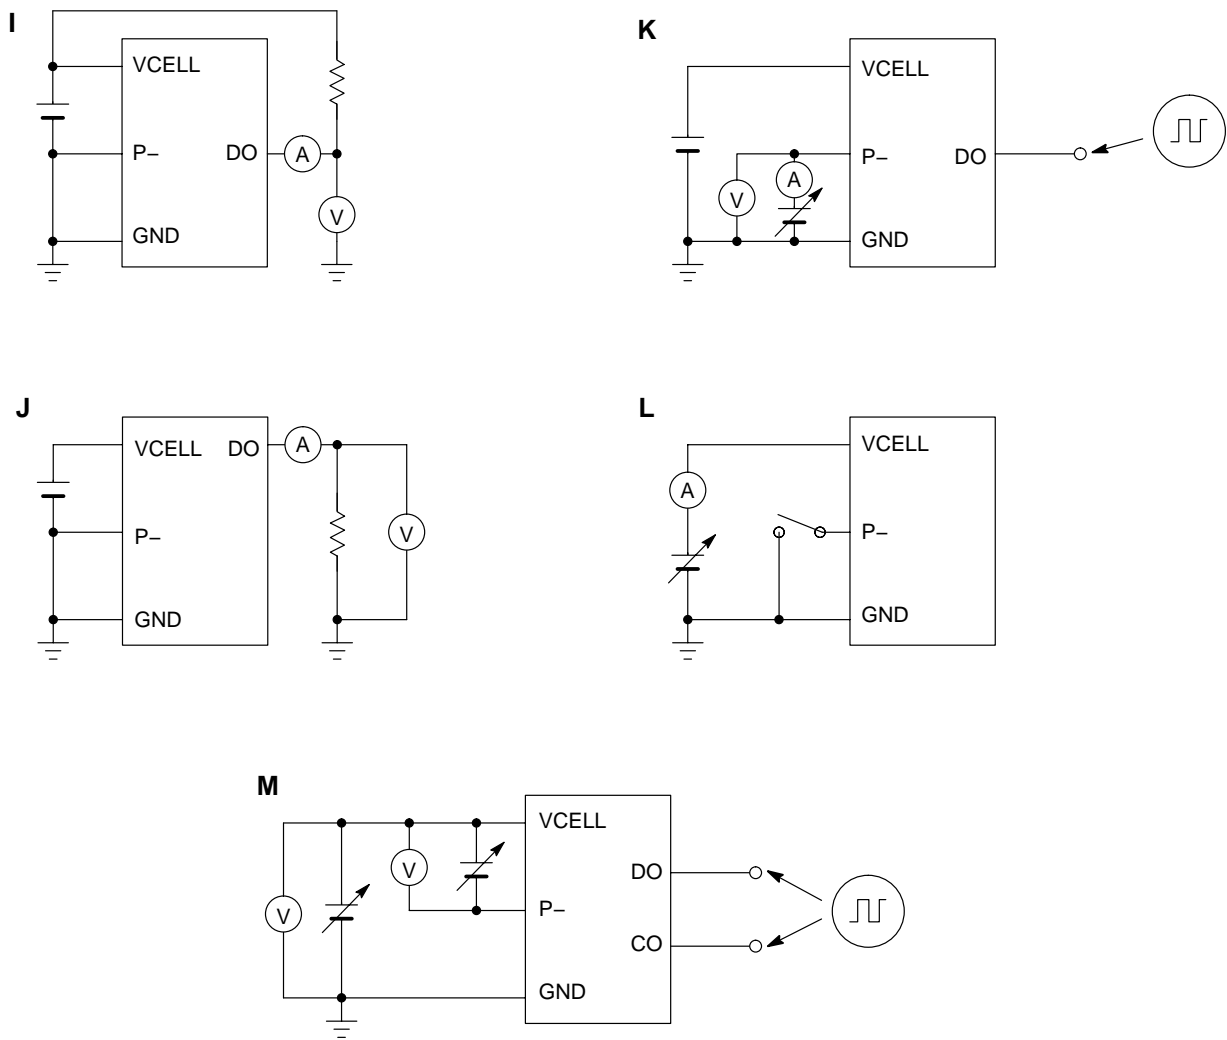 I
VCELL
P–
DO
A
V
GND
K
VCELL
P–
DO
A
V
GND
J
VCELL
DO
A
P–
V
GND
L
VCELL
A
P–
GND
M
VCELL
V
DO
V
P–
CO
GND